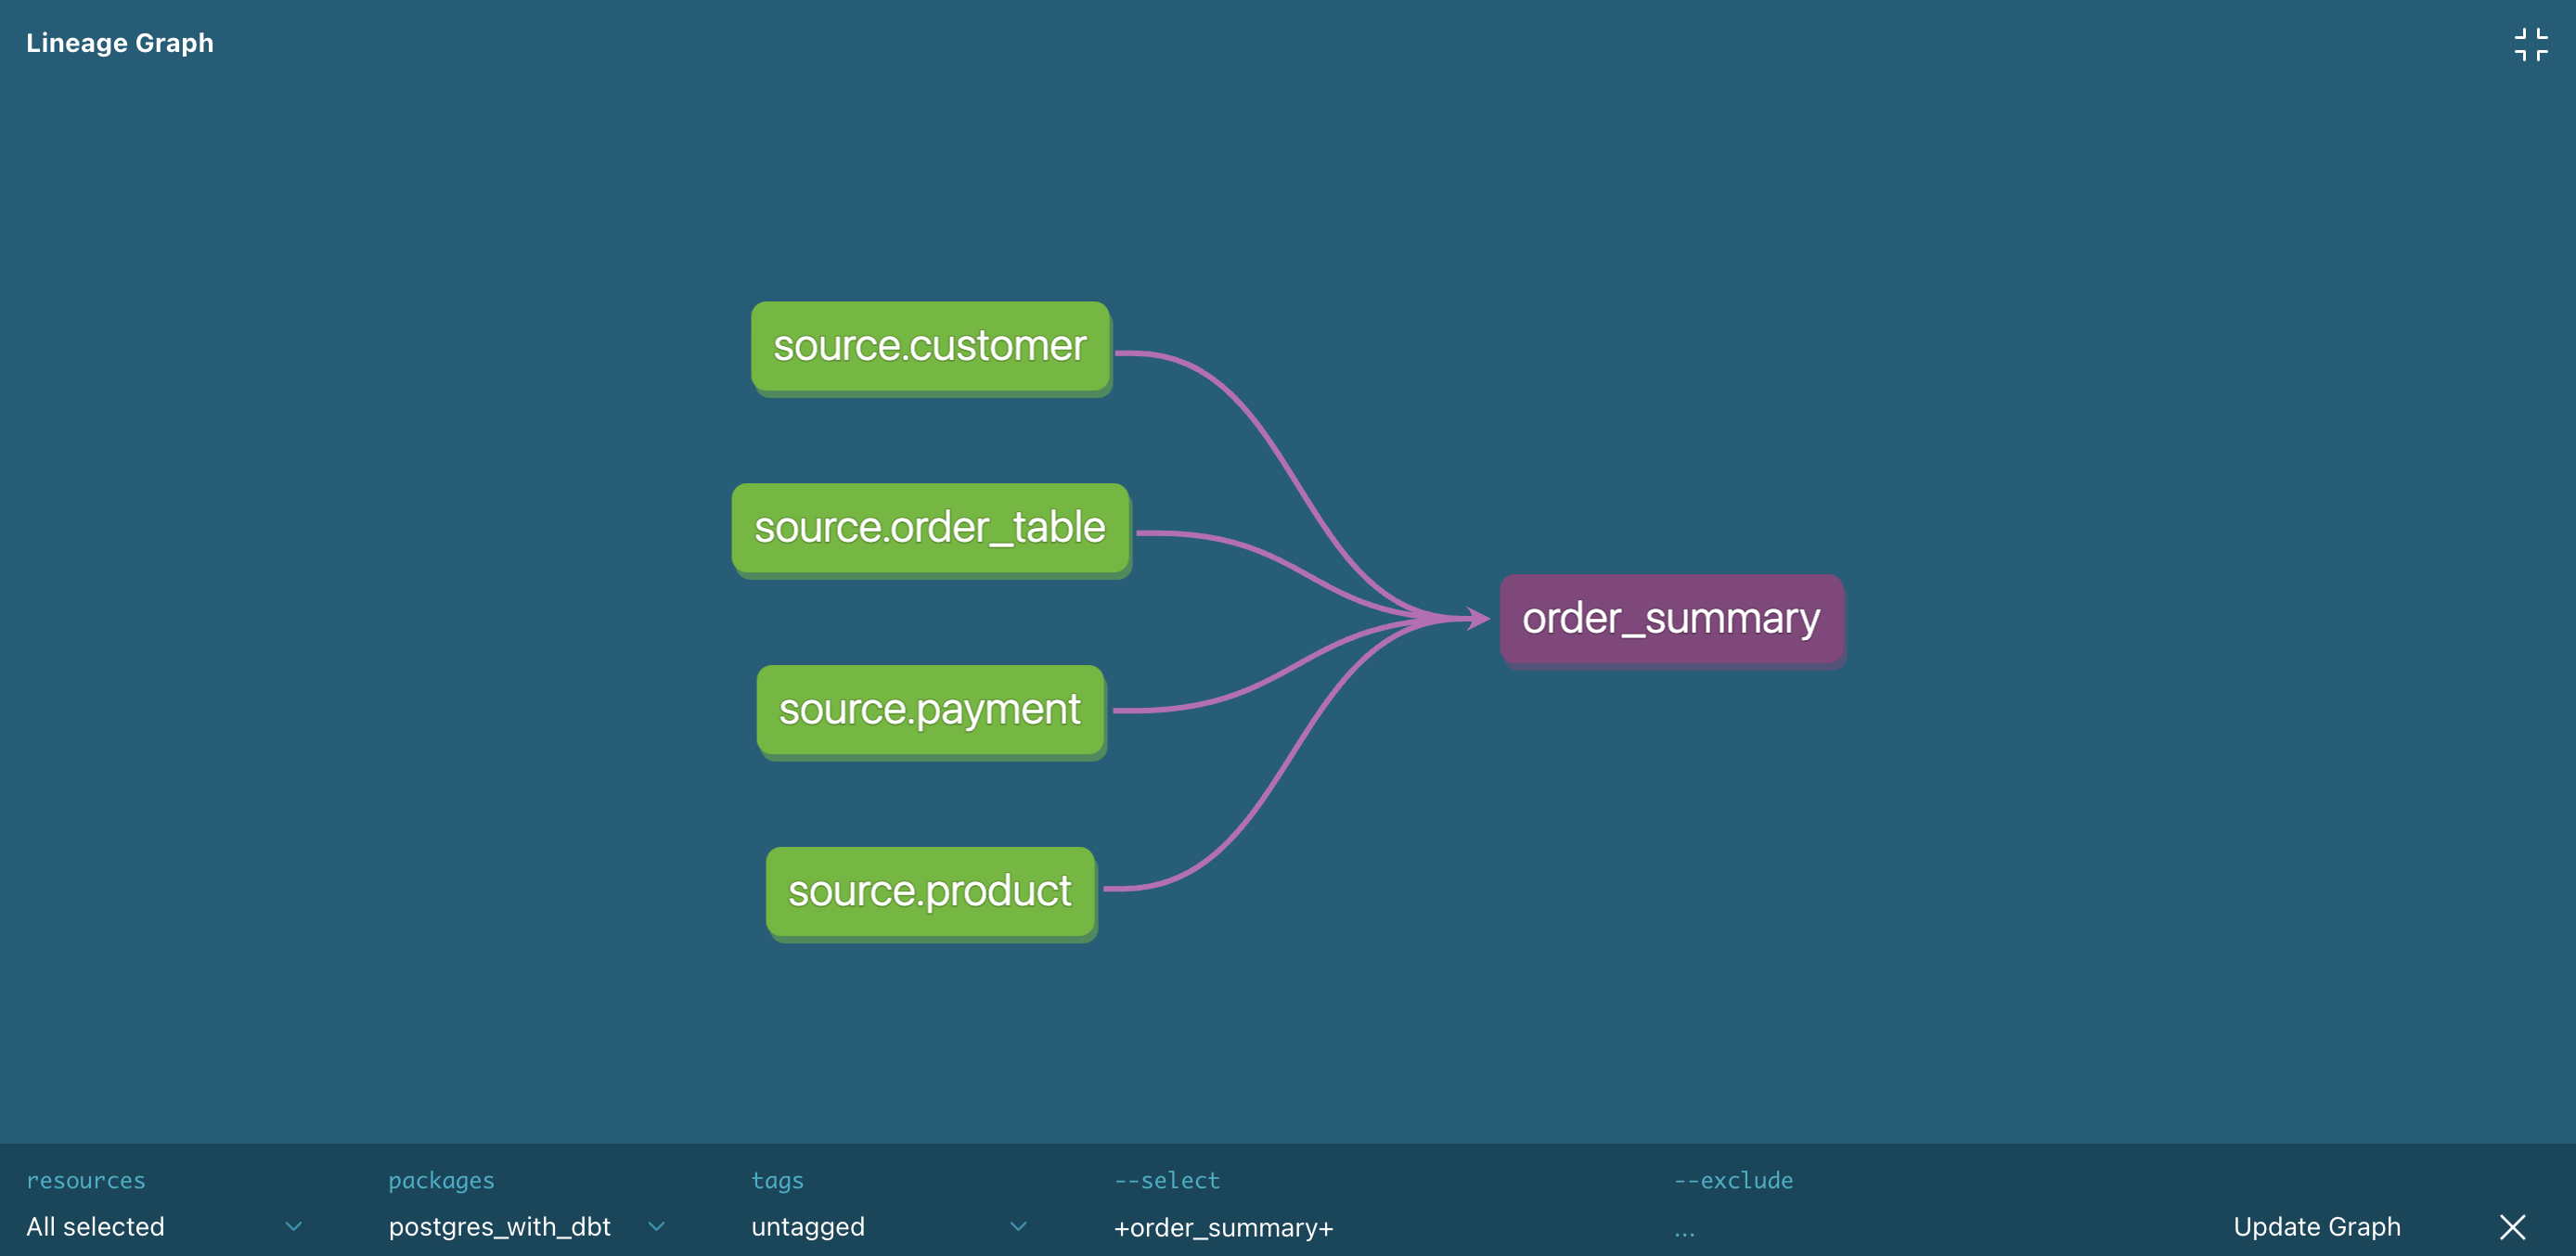 Lineage Graph
source.customer
source.order_table
order_summary
source.payment
source.product
resources
packages
tags
--select
--exclude
All selected
postgres_with_dbt
untagged
+order_summary+
...
Update Graph